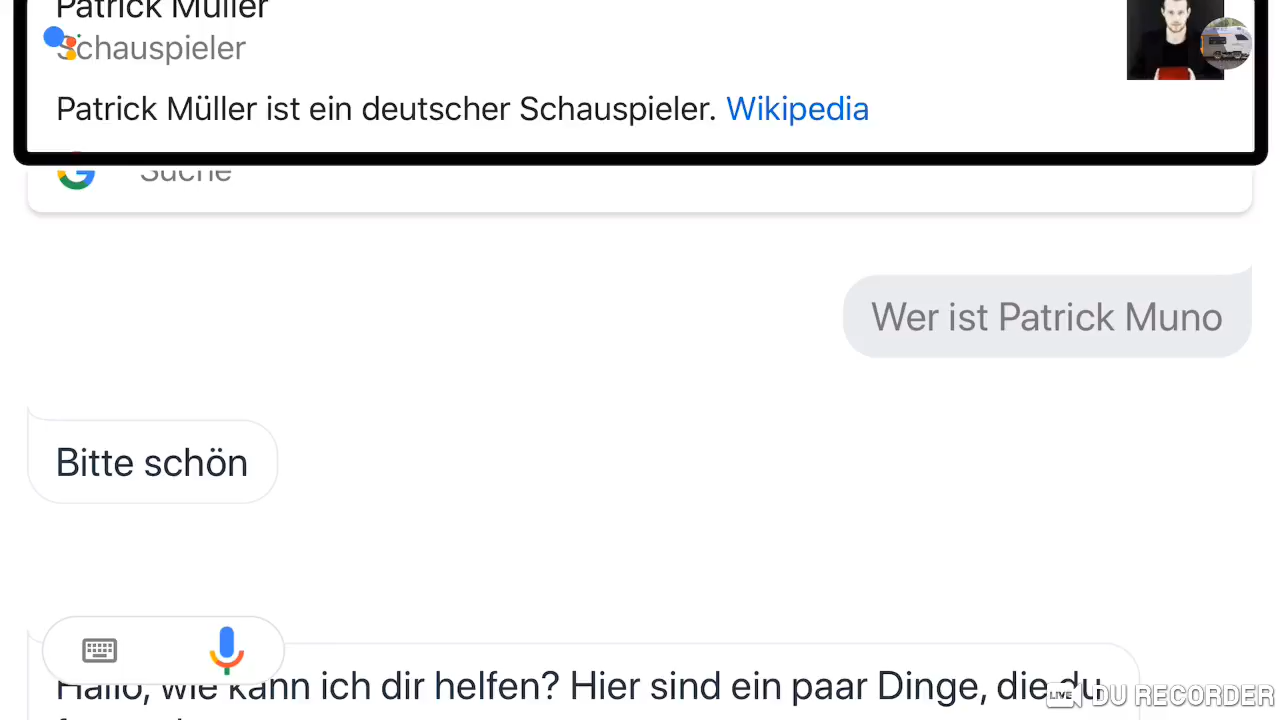 Patrick Müller
Schauspieler
Patrick Müller ist ein deutscher Schauspieler. Wikipedia
Suche
Wer ist Patrick Muno
Bitte schön
Hallo, wie kann ich dir helfen? Hier sind ein paar Dinge, die du
LIVE DU RECORDER